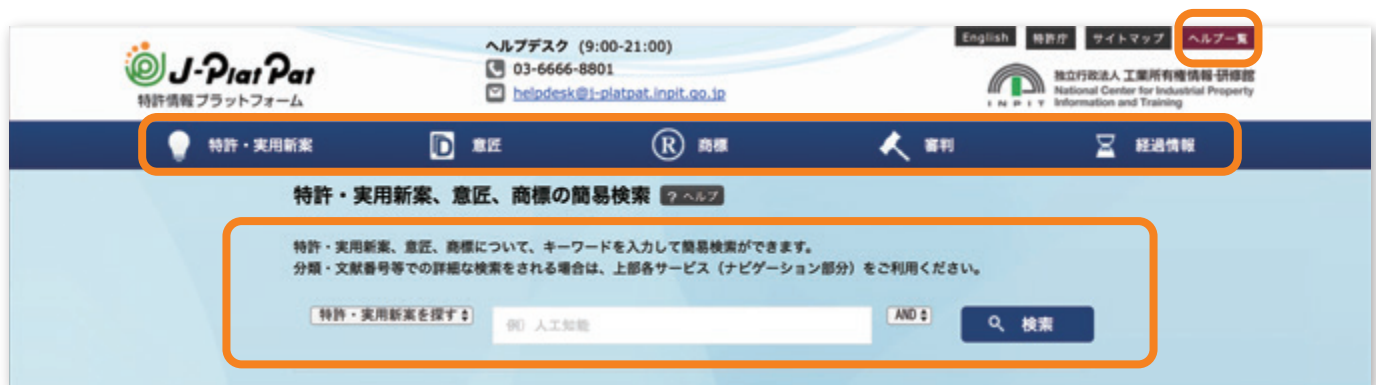 J-PlatPat
特許情報プラットフォーム
ヘルプデスク (9:00-21:00)
03-6666-8801
helpdesk@j-platpat.inpit.go.jp
English 特許庁 サイトマップ ヘルプ一覧
INPIT
独立行政法人 工業所有権情報・研修館
National Center for Industrial Property
Information and Training
特許・実用新案 意匠 R 商標 審判 経過情報
特許・実用新案、意匠、商標の簡易検索 ? ヘルプ
特許・実用新案、意匠、商標について、キーワードを入力して簡易検索ができます。
分類・文献番号等での詳細な検索をされる場合は、上部各サービス（ナビゲーション部分）をご利用ください。
特許・実用新案を探す 例）人工知能 AND 検索